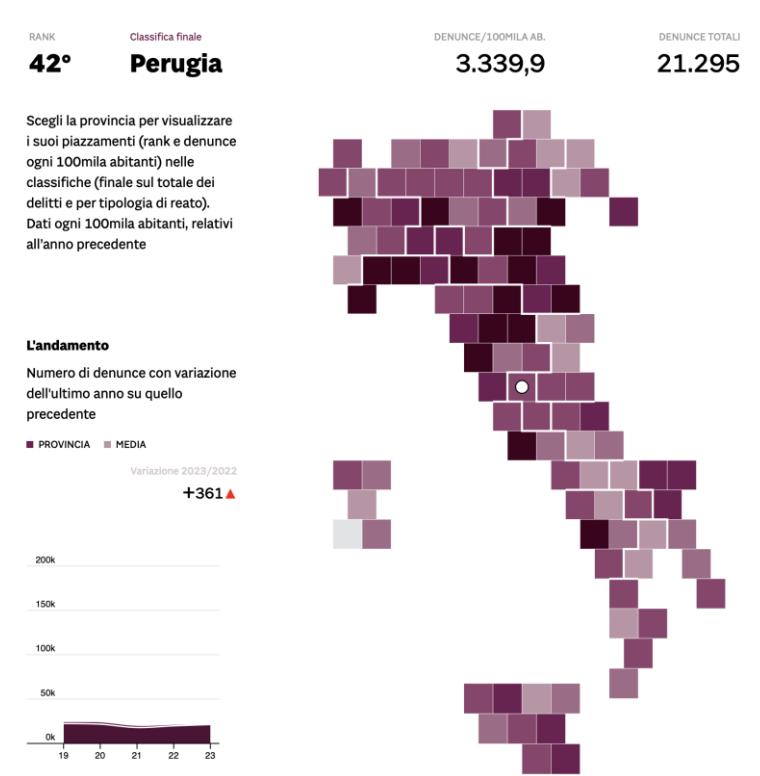 RANK
Classifica finale
DENUNCE/100MILA AB.
DENUNCE TOTALI
42°
Perugia
3.339,9
21.295
Scegli la provincia per visualizzare
i suoi piazzamenti (rank e denunce
ogni 100mila abitanti) nelle
classifiche (finale sul totale dei
delitti e per tipologia di reato).
Dati ogni 100mila abitanti, relativi
all'anno precedente
L'andamento
Numero di denunce con variazione
dell'ultimo anno su quello
precedente
PROVINCIA
MEDIA
Variazione 2023/2022
+361▲
200k
150k
100k
50k
0k
19 20 21 22 23